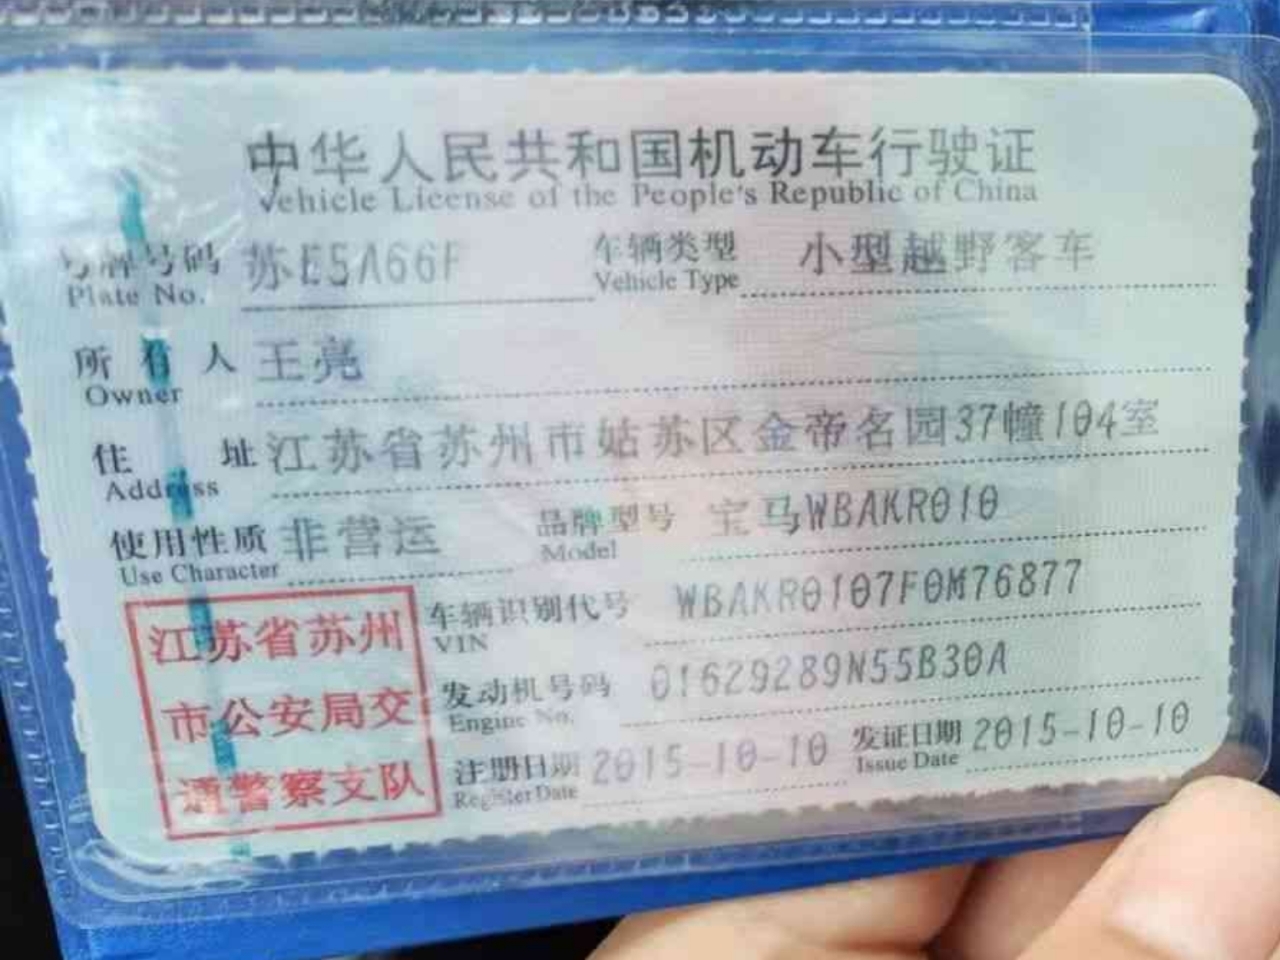 中华人民共和国机动车行驶证
Vehicle License of the People's Republic of China
号牌号码 苏E5A66F 车辆类型 小型越野客车
Plate No. Vehicle Type
所有人 王亮
Owner
住址 江苏省苏州市姑苏区金帝名园37幢104室
Address
使用性质 非营运 品牌型号 宝马WBAKR010
Use Character Model
车辆识别代号 WBAKR0107F0M76877
VIN
发动机号码 01629289N55B30A
Engine No.
注册日期 2015-10-10 发证日期 2015-10-10
Register Date Issue Date
江苏省苏州
市公安局交
通警察支队